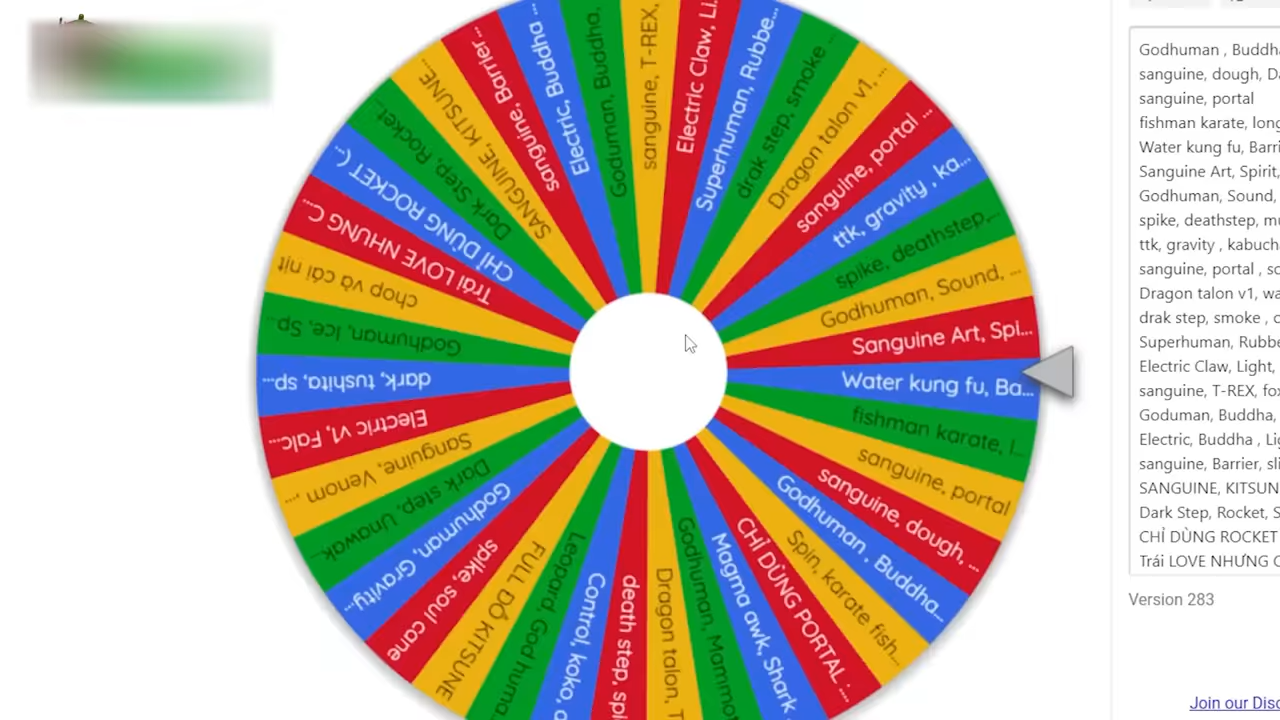 Godhuman , Buddh
sanguine, dough, Da
sanguine, portal
fishman karate, long
Water kung fu, Barri
Sanguine Art, Spirit,
Godhuman, Sound,
spike, deathstep, m
ttk, gravity , kabuch
sanguine, portal , so
Dragon talon v1, wa
drak step, smoke , c
Superhuman, Rubbe
Electric Claw, Light,
sanguine, T-REX, fox
Goduman, Buddha,
Electric, Buddha , Lig
sanguine, Barrier, sli
SANGUINE, KITSUN
Dark Step, Rocket, S
CHỈ DÙNG ROCKET
Trái LOVE NHƯNG C
Version 283
Join our Disc
sanguine, T-REX,
Electric Claw, Li...
Superhuman, Rubbe...
drak step, smoke ...
Dragon talon v1, ...
sanguine, portal ...
ttk, gravity , ka...
spike, deathstep,...
Godhuman, Sound, ...
Sanguine Art, Spi...
Water kung fu, Ba...
fishman karate, l...
sanguine, portal
sanguine, dough, ...
Godhuman , Buddha...
Spin, karate fish,...
CHỈ DÙNG PORTAL ,...
Magma awk, Shark
Godhuman, Mammo
Dragon talon, T
death step, spi
Control, koko, d
Leopard, God huma
FULL ĐỒ KITSUNE
spike, soul cane
Godhuman, Gravity...
Dark step, Unawak...
Sanguine, Venom ...
Electric v1, Falc...
dark, tushita, sp...
Godhuman, Ice, Sp...
chop và cái nịt
Trái LOVE NHƯNG C...
CHỈ DÙNG ROCKET (...
Dark Step, Rocket,
SANGUINE, KITSUNE...
sanguine, Barrier...
Electric, Buddha ...
Goduman, Buddha,